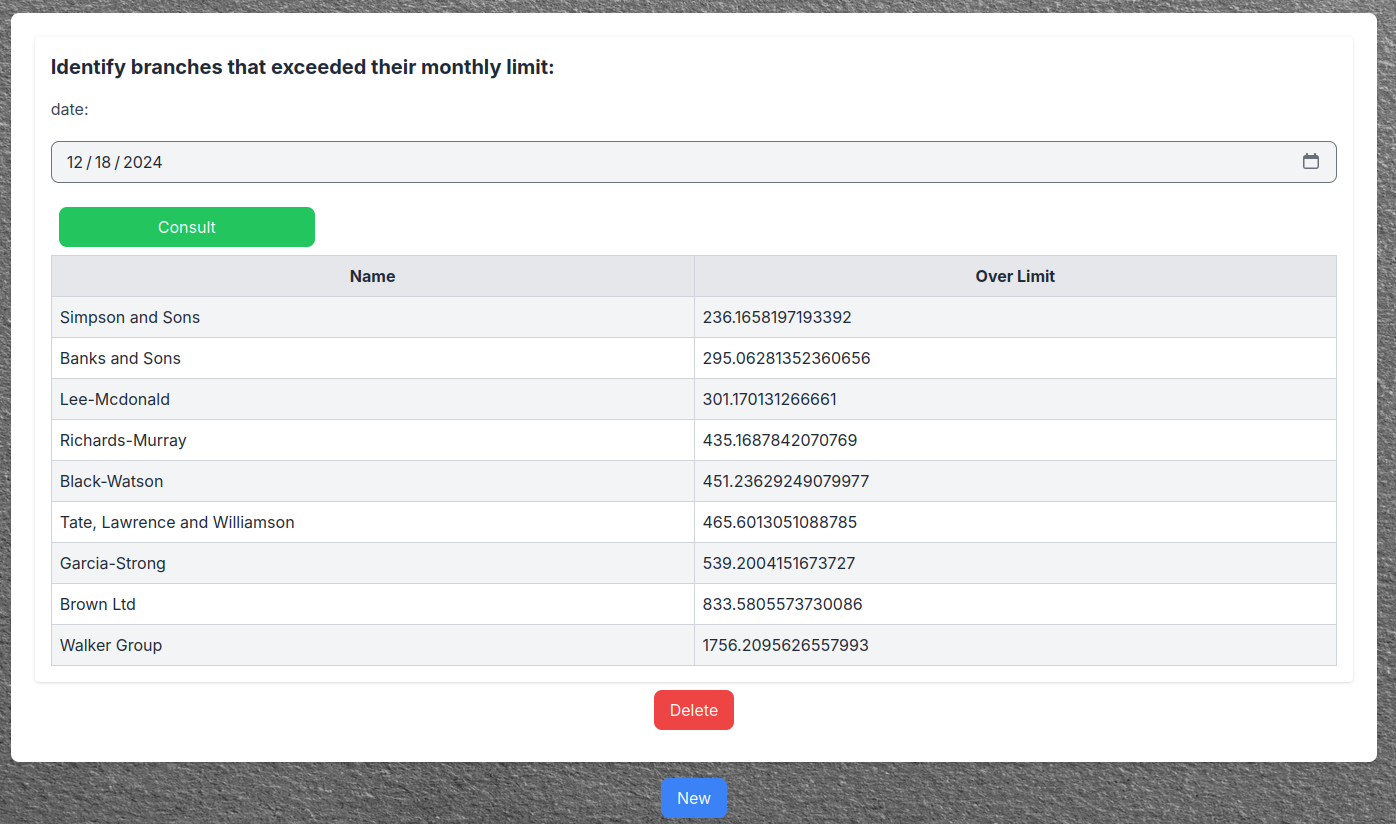 Identify branches that exceeded their monthly limit:
date:
12/18/2024
Consult
Name Over Limit
Simpson and Sons 236.1658197193392
Banks and Sons 295.06281352360656
Lee-Mcdonald 301.170131266661
Richards-Murray 435.1687842070769
Black-Watson 451.23629249079977
Tate, Lawrence and Williamson 465.6013051088785
Garcia-Strong 539.2004151673727
Brown Ltd 833.5805573730086
Walker Group 1756.2095626557993
Delete
New